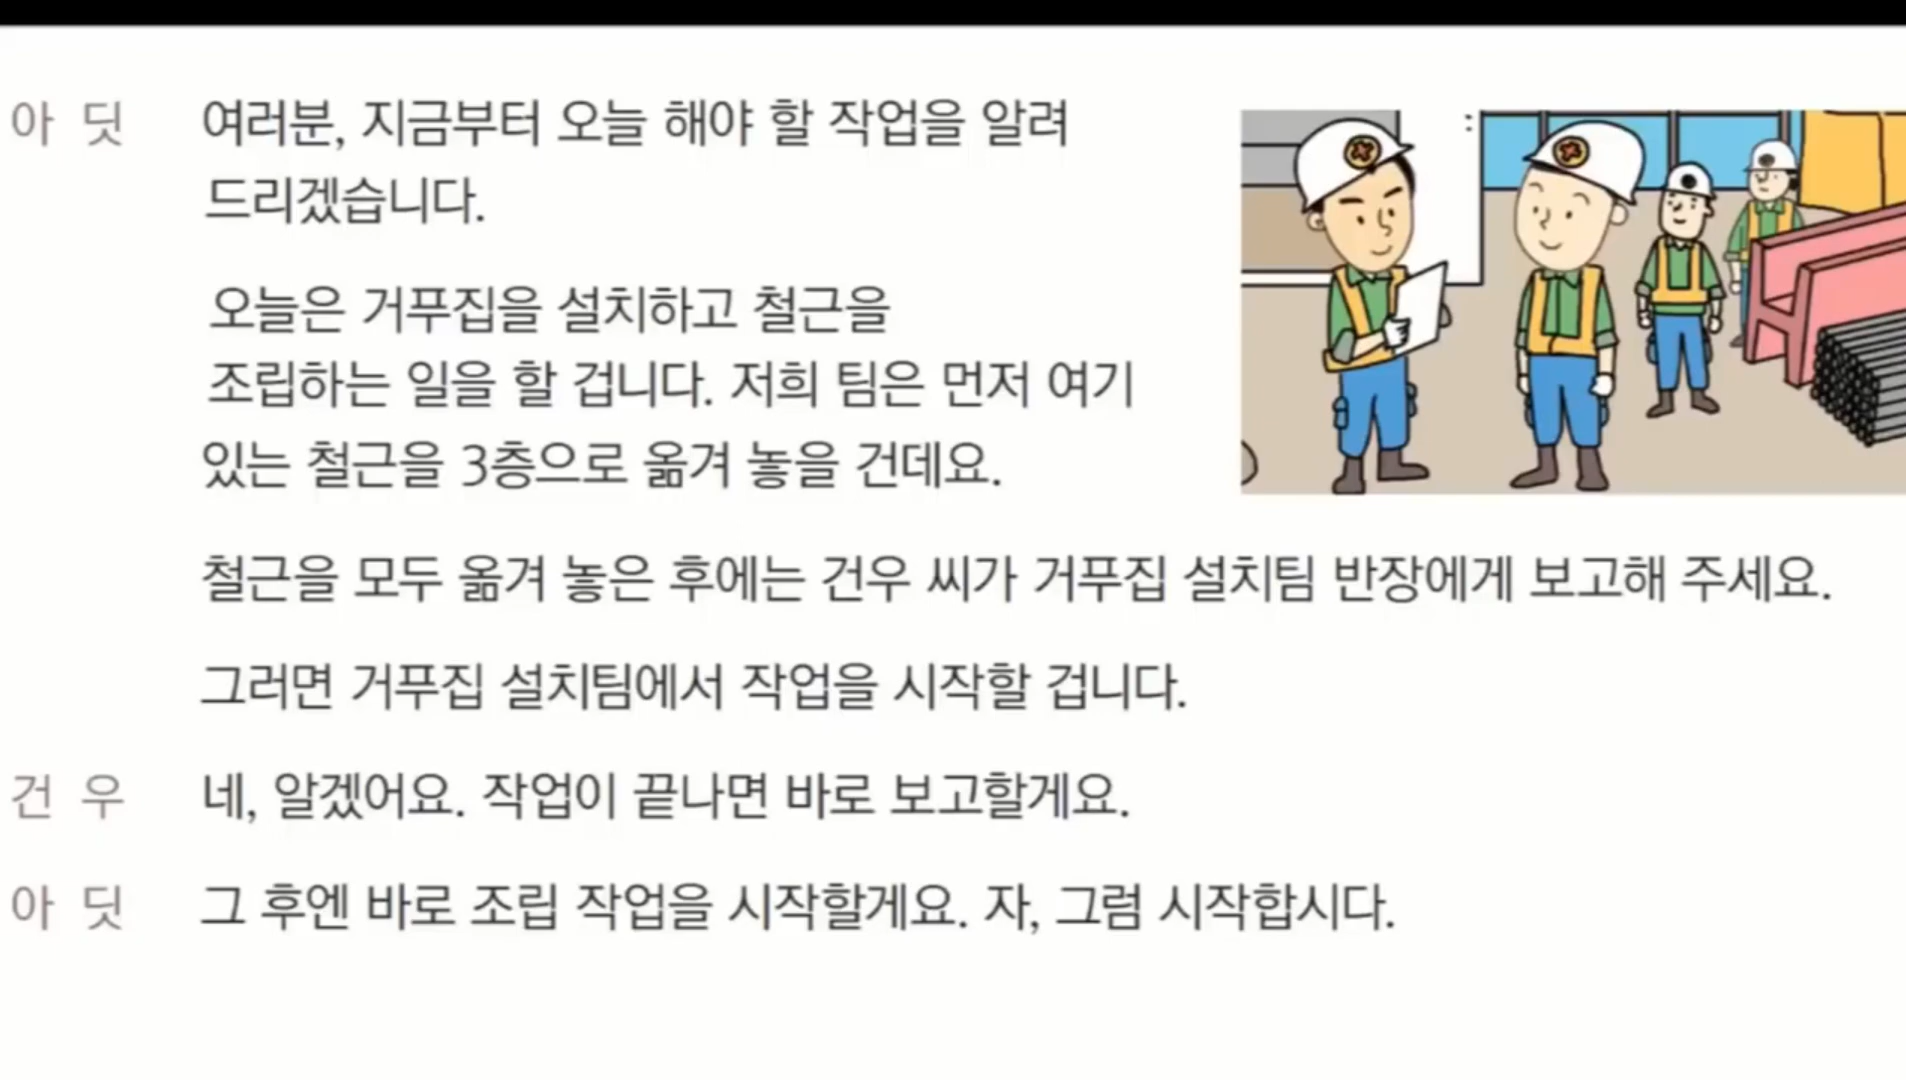 아 딧 여러분, 지금부터 오늘 해야 할 작업을 알려
드리겠습니다.
오늘은 거푸집을 설치하고 철근을
조립하는 일을 할 겁니다. 저희 팀은 먼저 여기
있는 철근을 3층으로 옮겨 놓을 건데요.
철근을 모두 옮겨 놓은 후에는 건우 씨가 거푸집 설치팀 반장에게 보고해 주세요.
그러면 거푸집 설치팀에서 작업을 시작할 겁니다.
건 우 네, 알겠어요. 작업이 끝나면 바로 보고할게요.
아 딧 그 후엔 바로 조립 작업을 시작할게요. 자, 그럼 시작합시다.